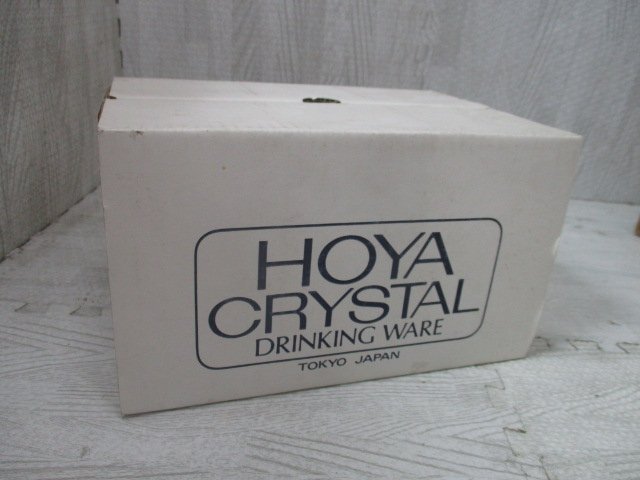 HOYA
CRYSTAL
DRINKING WARE
TOKYO JAPAN